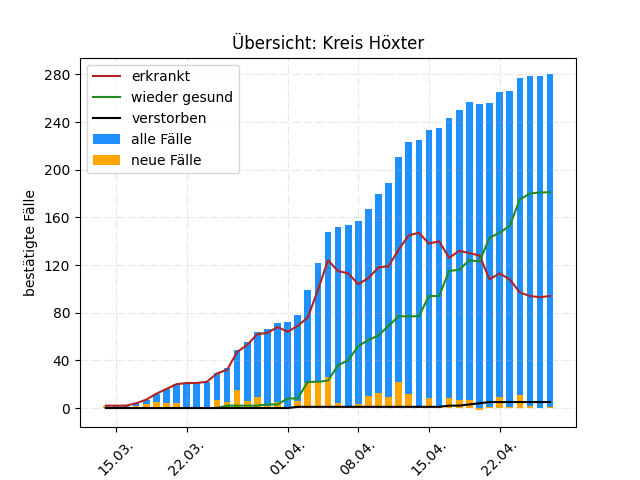 Übersicht: Kreis Höxter
erkrankt
wieder gesund
verstorben
alle Fälle
neue Fälle
bestätigte Fälle
280
240
200
160
120
80
40
0
15.03.
22.03.
01.04.
08.04.
15.04.
22.04.